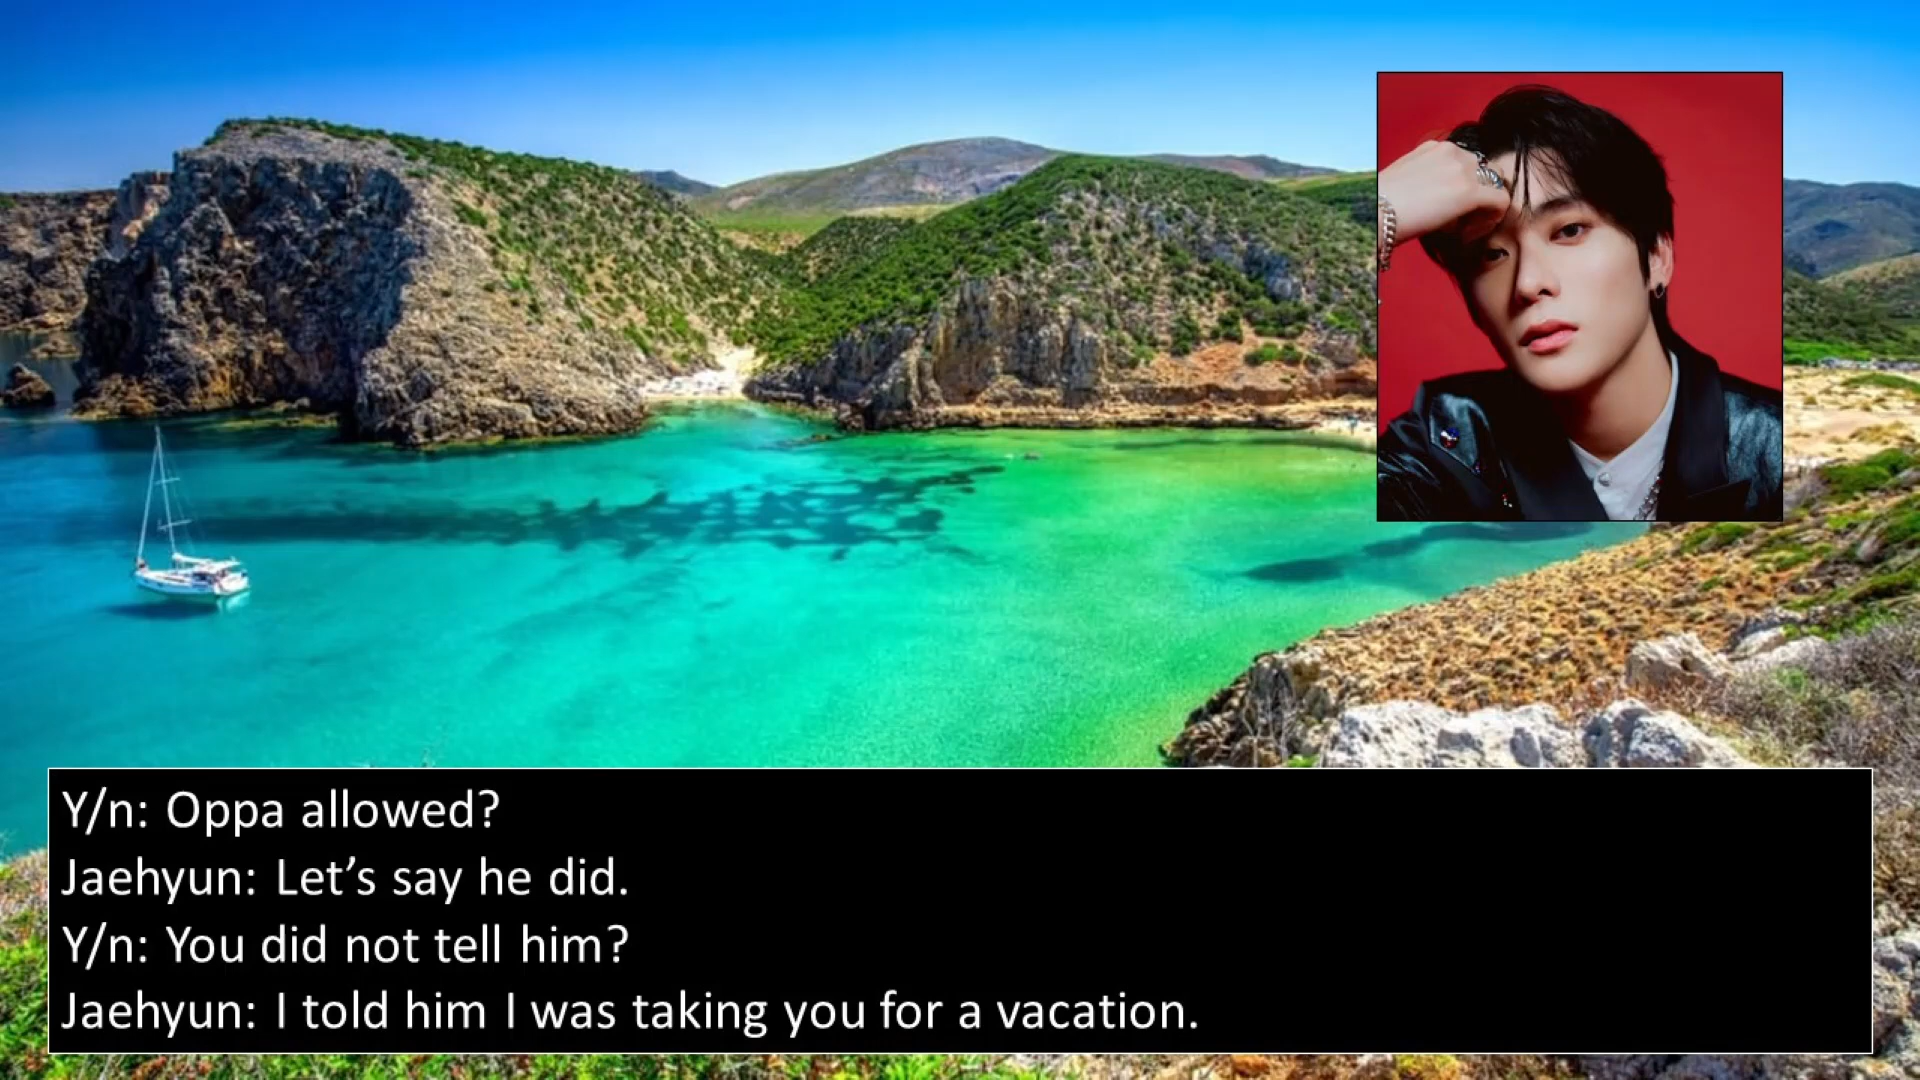 Y/n: Oppa allowed?
Jaehyun: Let’s say he did.
Y/n: You did not tell him?
Jaehyun: I told him I was taking you for a vacation.